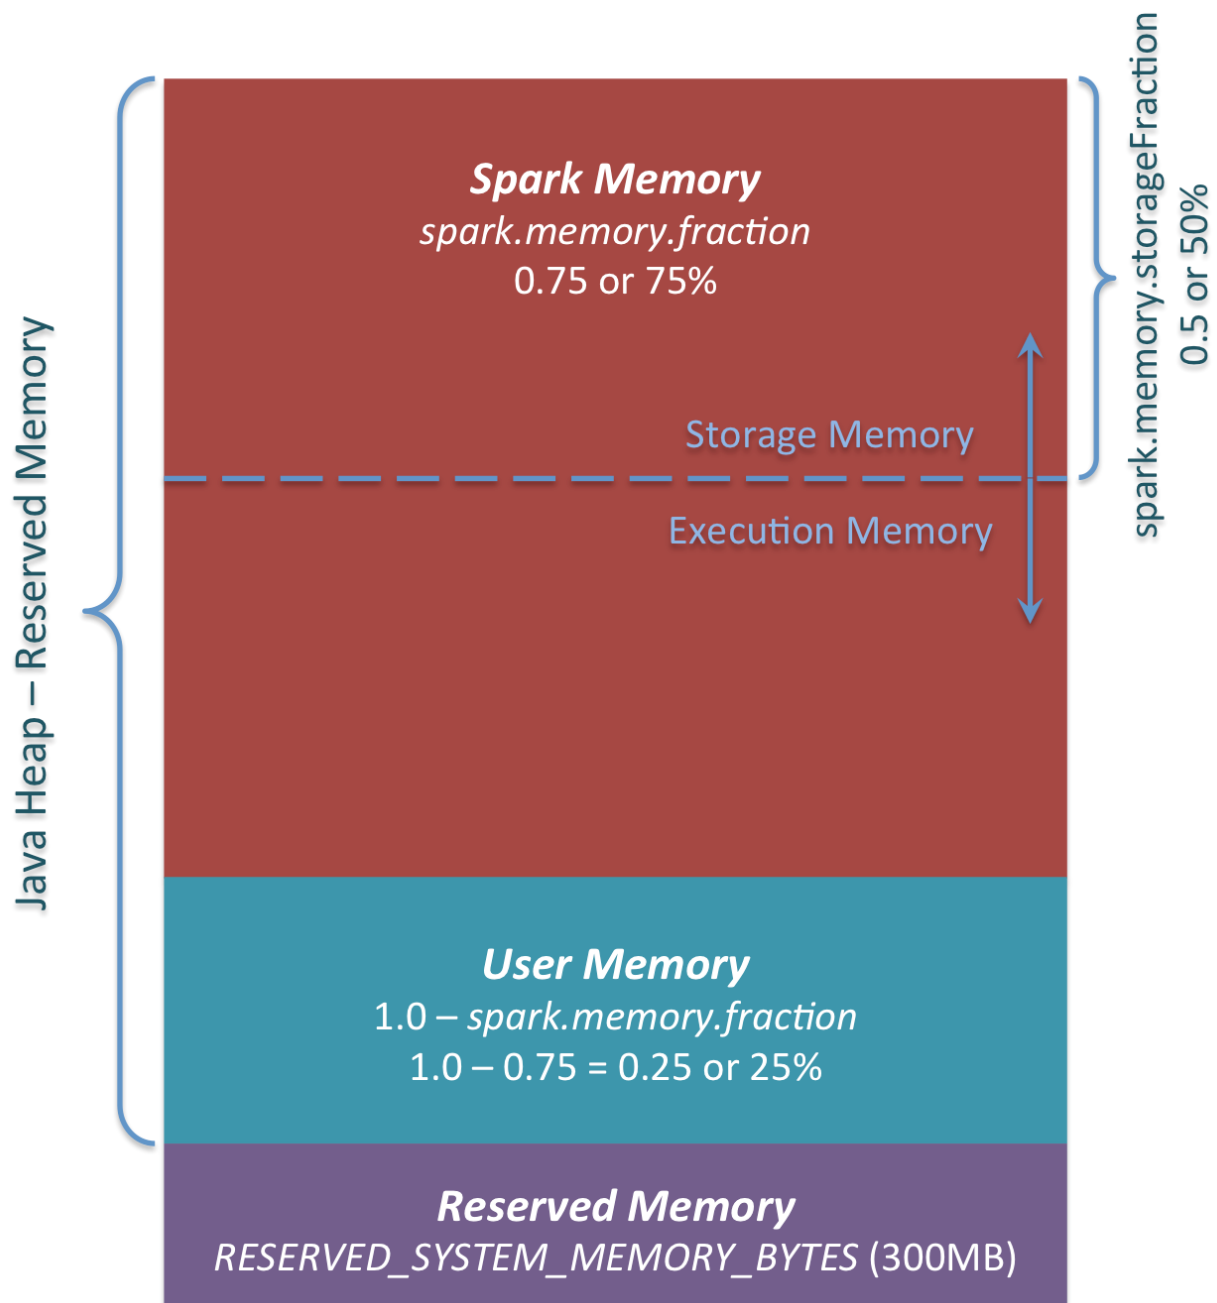 Spark Memory
spark.memory.fraction
0.75 or 75%
Storage Memory
Execution Memory
User Memory
1.0 – spark.memory.fraction
1.0 – 0.75 = 0.25 or 25%
Reserved Memory
RESERVED_SYSTEM_MEMORY_BYTES (300MB)
Java Heap – Reserved Memory
spark.memory.storageFraction
0.5 or 50%